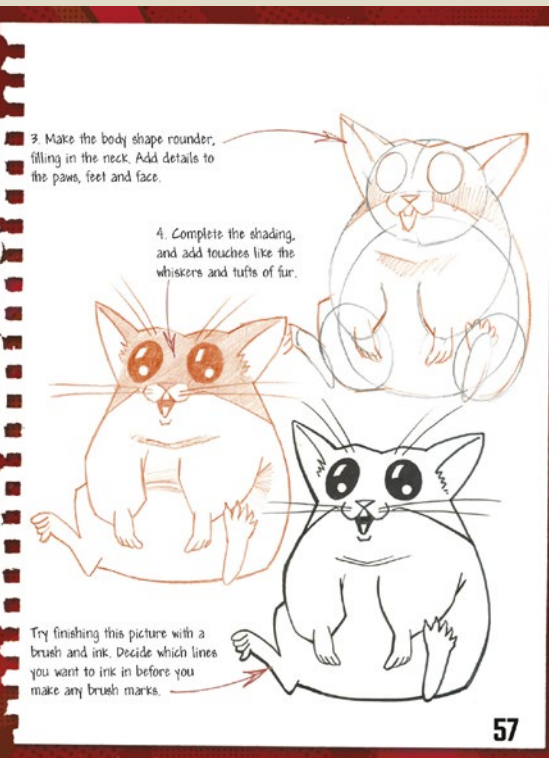 3. Make the body shape rounder,
filling in the neck. Add details to
the paws, feet and face.
4. Complete the shading,
and add touches like the
whiskers and tufts of fur.
Try finishing this picture with a
brush and ink. Decide which lines
you want to ink in before you
make any brush marks.
57